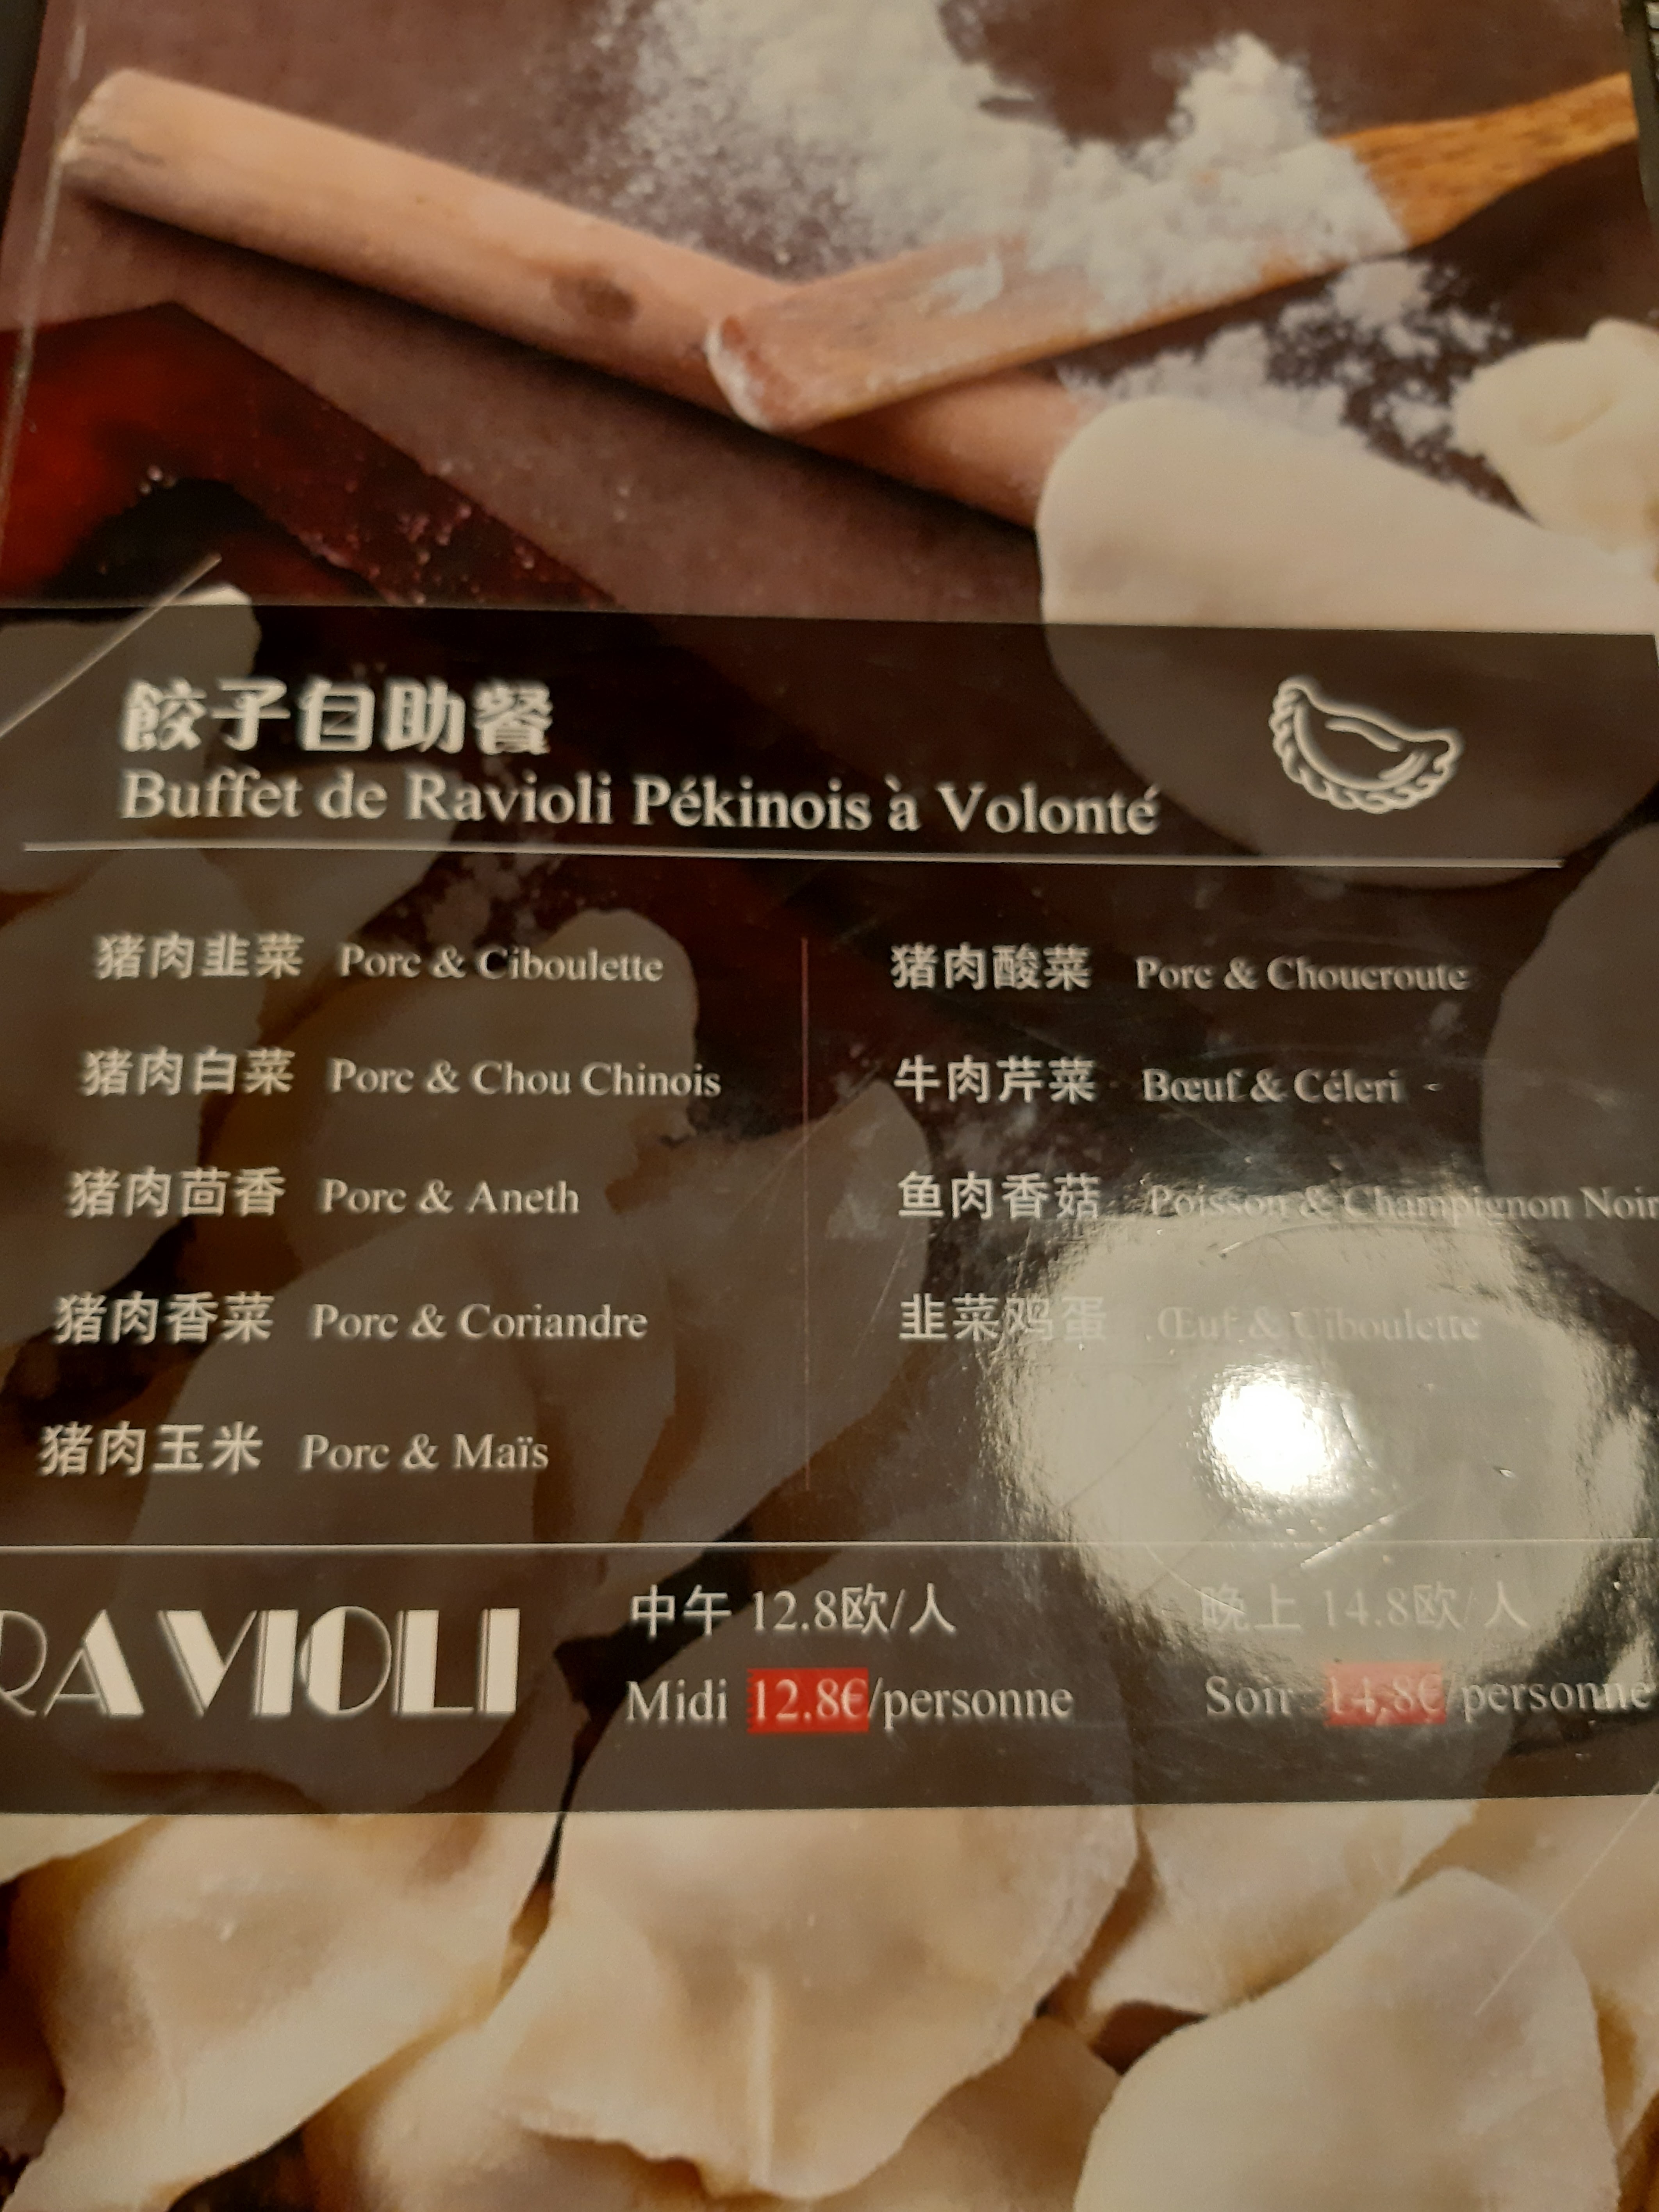 餃子自助餐
Buffet de Ravioli Pékinois à Volonté
猪肉韭菜 Porc & Ciboulette
猪肉白菜 Porc & Chou Chinois
猪肉茴香 Porc & Aneth
猪肉香菜 Porc & Coriandre
猪肉玉米 Porc & Maïs
猪肉酸菜 Porc & Choucroute
牛肉芹菜 Bœuf & Céleri
鱼肉香菇 Poisson & Champignon Noir
韭菜鸡蛋 Œuf & Ciboulette
RAVIOLI
中午 12.8欧/人
Midi 12.8€/personne
晚上 14.8欧/人
Soir 14,8€/personne